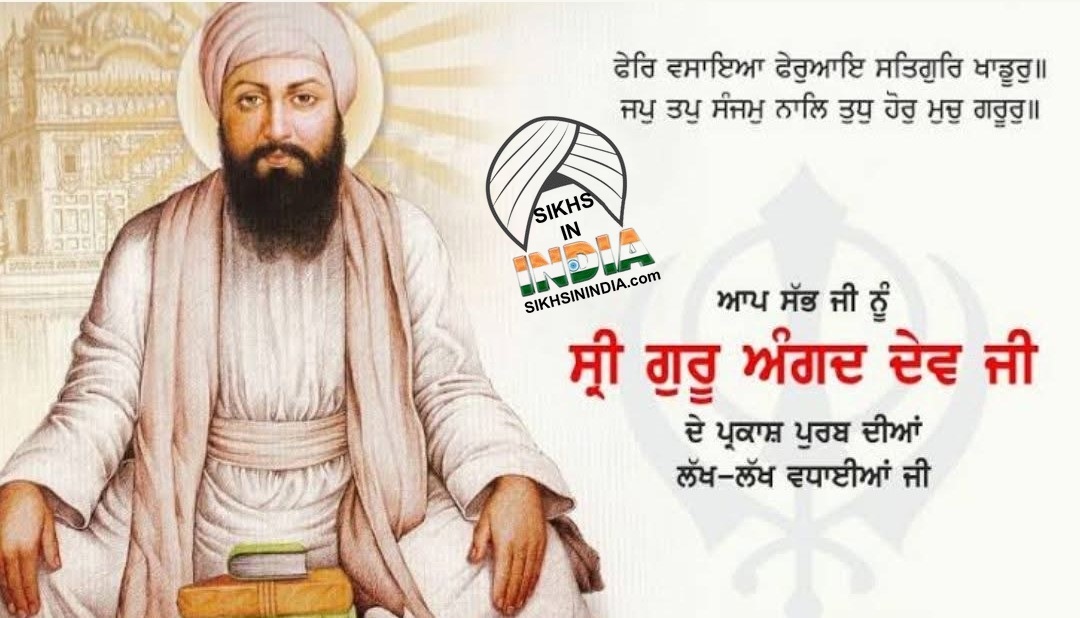 ਫੇਰਿ ਵਸਾਇਆ ਫੇਰੁਆਇ ਸਤਿਗੁਰਿ ਖਾਡੂਰੁ॥
ਜਪੁ ਤਪੁ ਸੰਜਮੁ ਨਾਲਿ ਤੁਧੁ ਹੋਰੁ ਮੁਚੁ ਗਰੂਰੁ॥
SIKHS
IN
INDIA
SIKHSININDIA.com
ਆਪ ਸੱਭ ਜੀ ਨੂੰ
ਸ੍ਰੀ ਗੁਰੂ ਅੰਗਦ ਦੇਵ ਜੀ
ਦੇ ਪ੍ਰਕਾਸ਼ ਪੁਰਬ ਦੀਆਂ
ਲੱਖ-ਲੱਖ ਵਧਾਈਆਂ ਜੀ